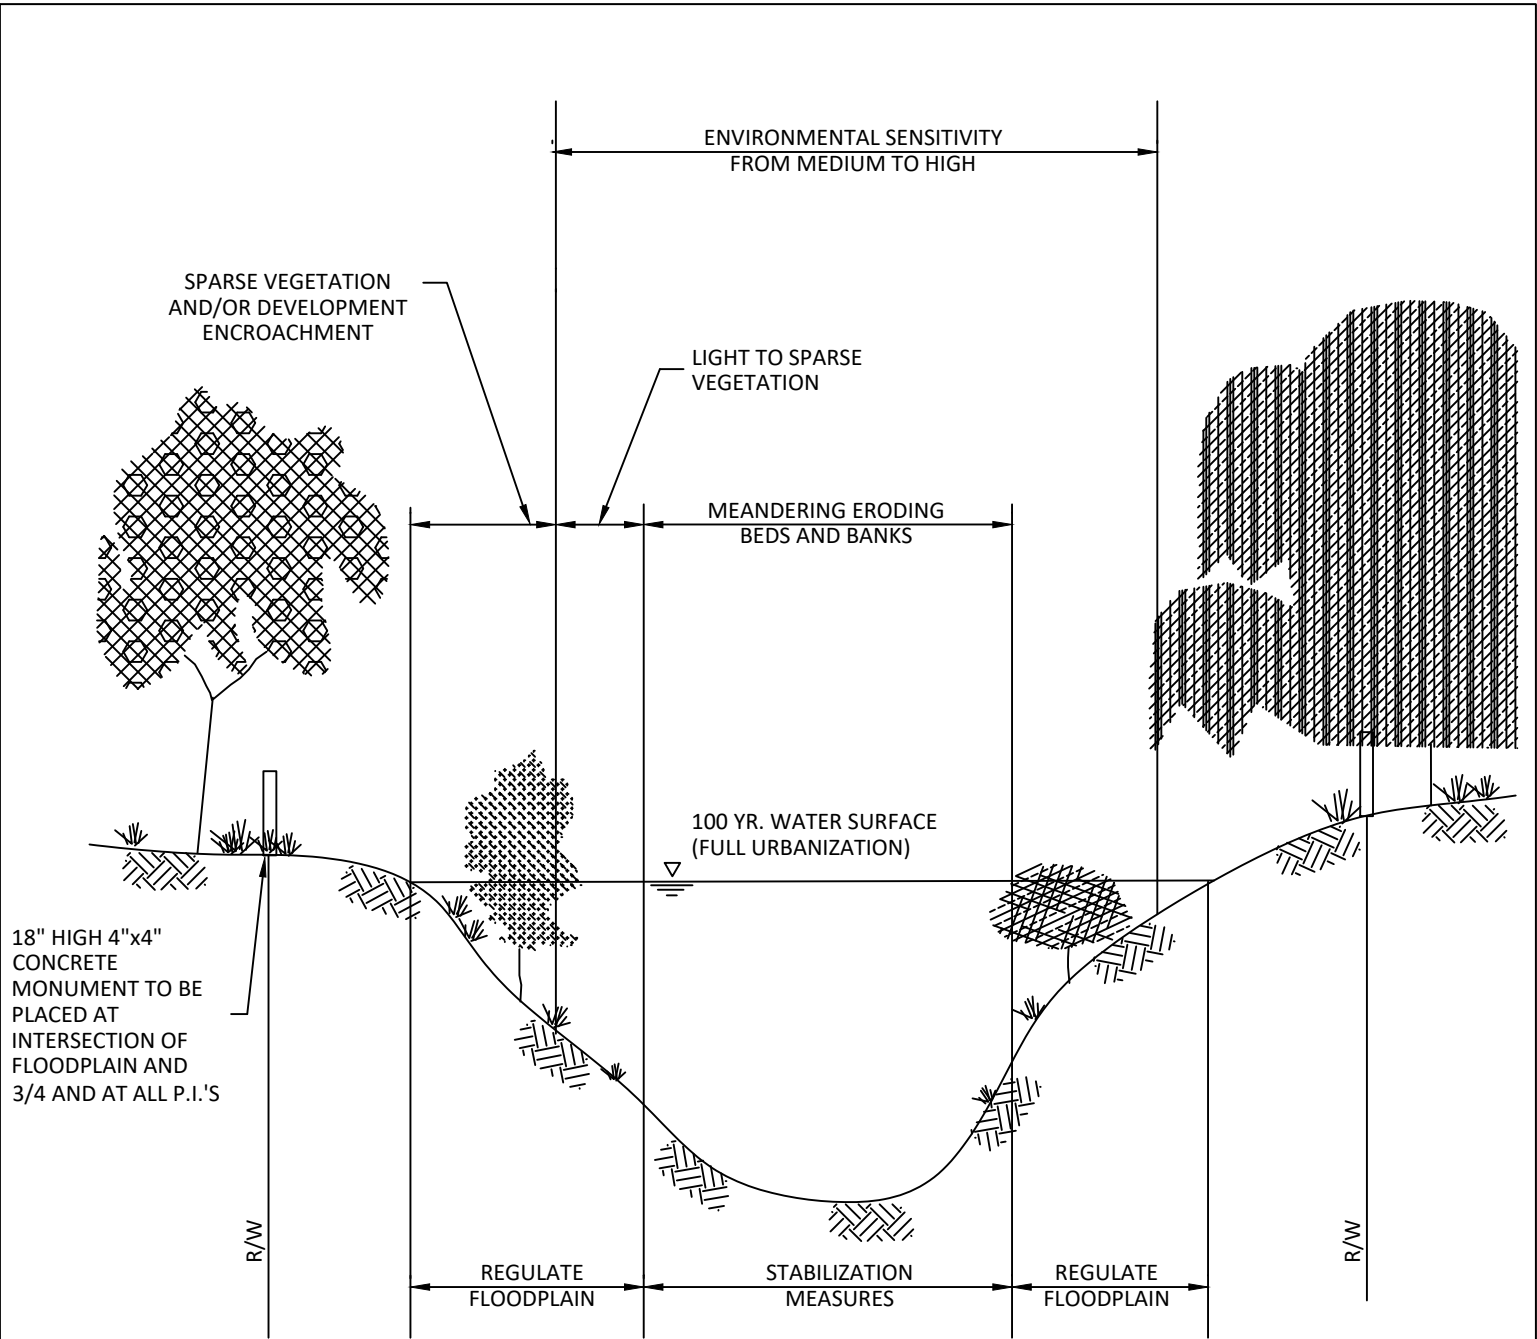 ENVIRONMENTAL SENSITIVITY
FROM MEDIUM TO HIGH
SPARSE VEGETATION
AND/OR DEVELOPMENT
ENCROACHMENT
LIGHT TO SPARSE
VEGETATION
MEANDERING ERODING
BEDS AND BANKS
100 YR. WATER SURFACE
(FULL URBANIZATION)
18" HIGH 4"x4"
CONCRETE
MONUMENT TO BE
PLACED AT
INTERSECTION OF
FLOODPLAIN AND
3/4 AND AT ALL P.I.'S
R/W
R/W
REGULATE
FLOODPLAIN
STABILIZATION
MEASURES
REGULATE
FLOODPLAIN